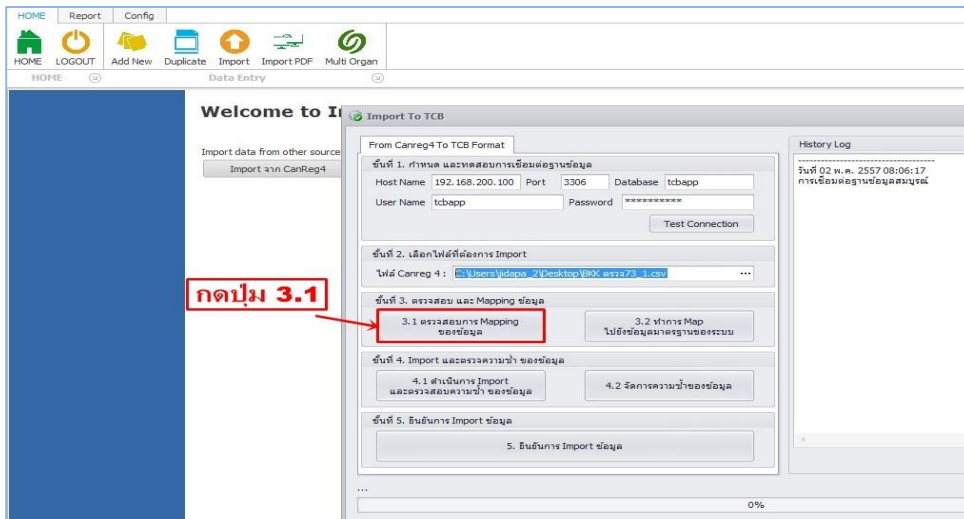 HOME Report Config
HOME LOGOUT Add New Duplicate Import Import PDF Multi Organ
HOME Data Entry
Welcome to I
Import data from other source
Import จาก CanReg4
Import To TCB
From Canreg4 To TCB Format
ขั้นที่ 1. กำหนด และทดสอบการเชื่อมต่อฐานข้อมูล
Host Name 192.168.200.100 Port 3306 Database tcbapp
User Name tcbapp Password **********
Test Connection
ขั้นที่ 2. เลือกไฟล์ที่ต้องการ Import
ไฟล์ Canreg 4 : C:\Users\jidapa_2\Desktop\BKK ตรวจ73_1.csv ...
กดปุ่ม 3.1
ขั้นที่ 3. ตรวจสอบ และ Mapping ข้อมูล
3.1 ตรวจสอบการ Mapping
ของข้อมูล
3.2 ทำการ Map
ไปยังข้อมูลมาตรฐานของระบบ
ขั้นที่ 4. Import และตรวจความซ้ำ ของข้อมูล
4.1 ดำเนินการ Import
และตรวจสอบความซ้ำ ของข้อมูล
4.2 จัดการความซ้ำของข้อมูล
ขั้นที่ 5. ยืนยันการ Import ข้อมูล
5. ยืนยันการ Import ข้อมูล
...
0%
History Log
------------------------------------
วันที่ 02 พ.ค. 2557 08:06:17
การเชื่อมต่อฐานข้อมูลสมบูรณ์